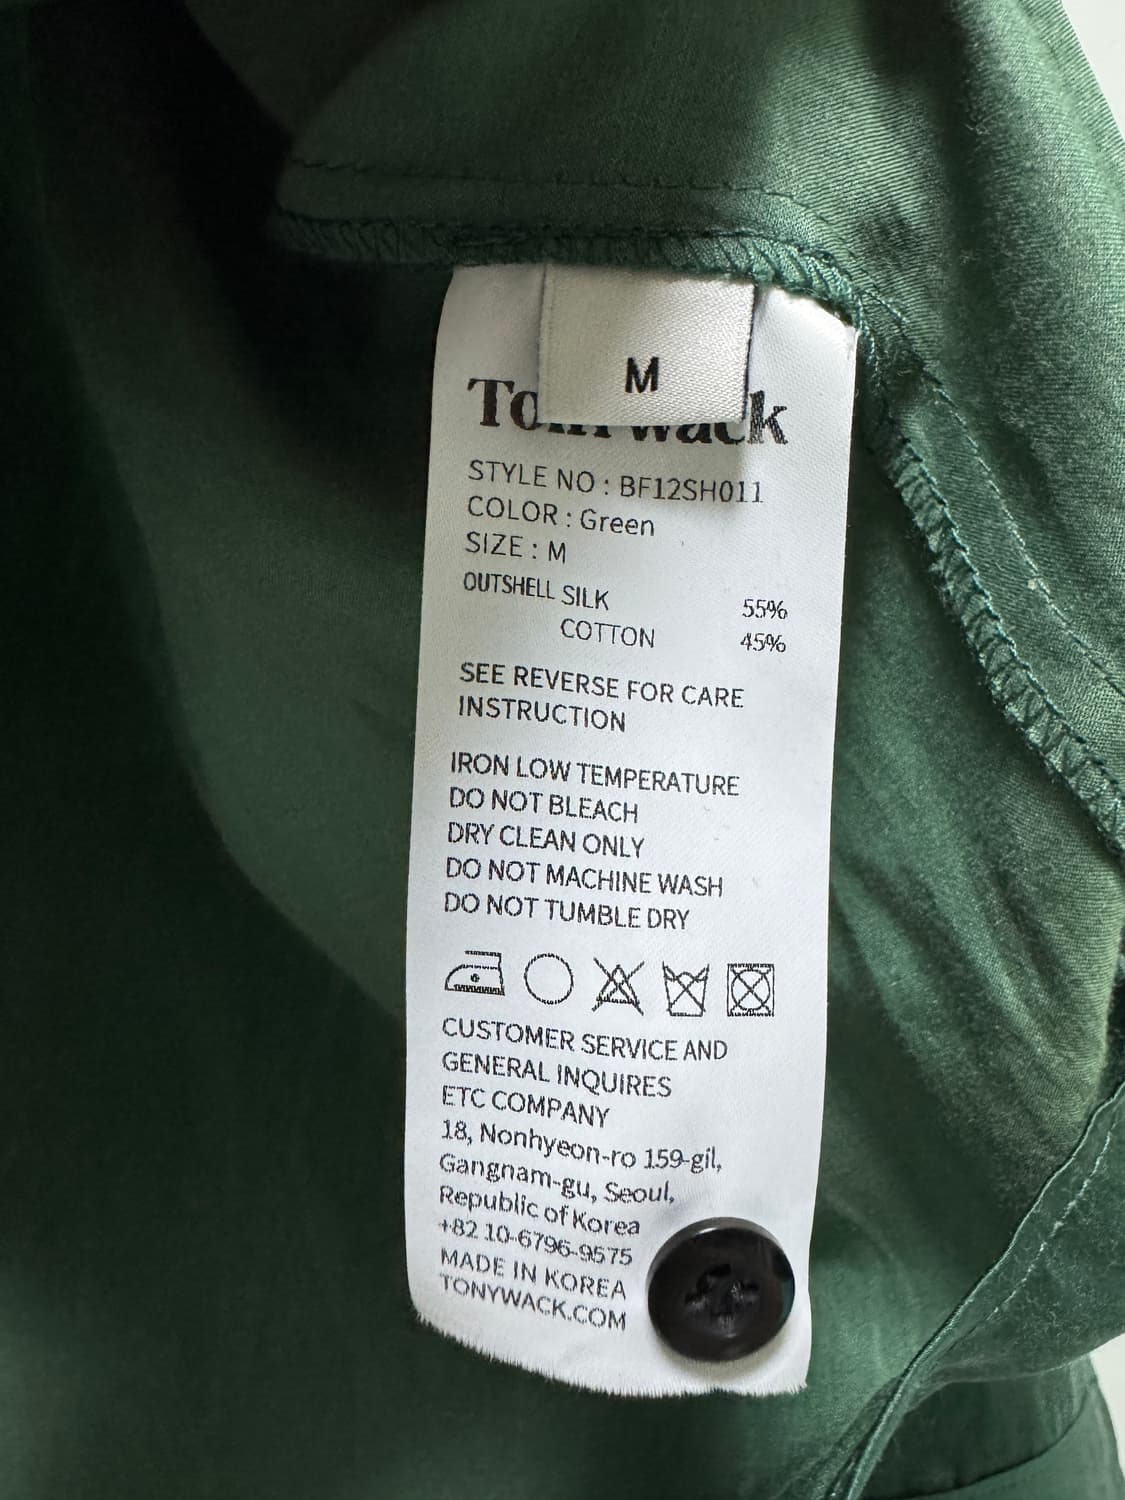 M
STYLE NO : BF12SH011
COLOR : Green
SIZE : M
OUTSHELL SILK 55%
COTTON 45%
SEE REVERSE FOR CARE
INSTRUCTION
IRON LOW TEMPERATURE
DO NOT BLEACH
DRY CLEAN ONLY
DO NOT MACHINE WASH
DO NOT TUMBLE DRY
CUSTOMER SERVICE AND
GENERAL INQUIRES
ETC COMPANY
18, Nonhyeon-ro 159-gil,
Gangnam-gu, Seoul,
Republic of Korea
+82 10-6796-9575
MADE IN KOREA
TONYWACK.COM